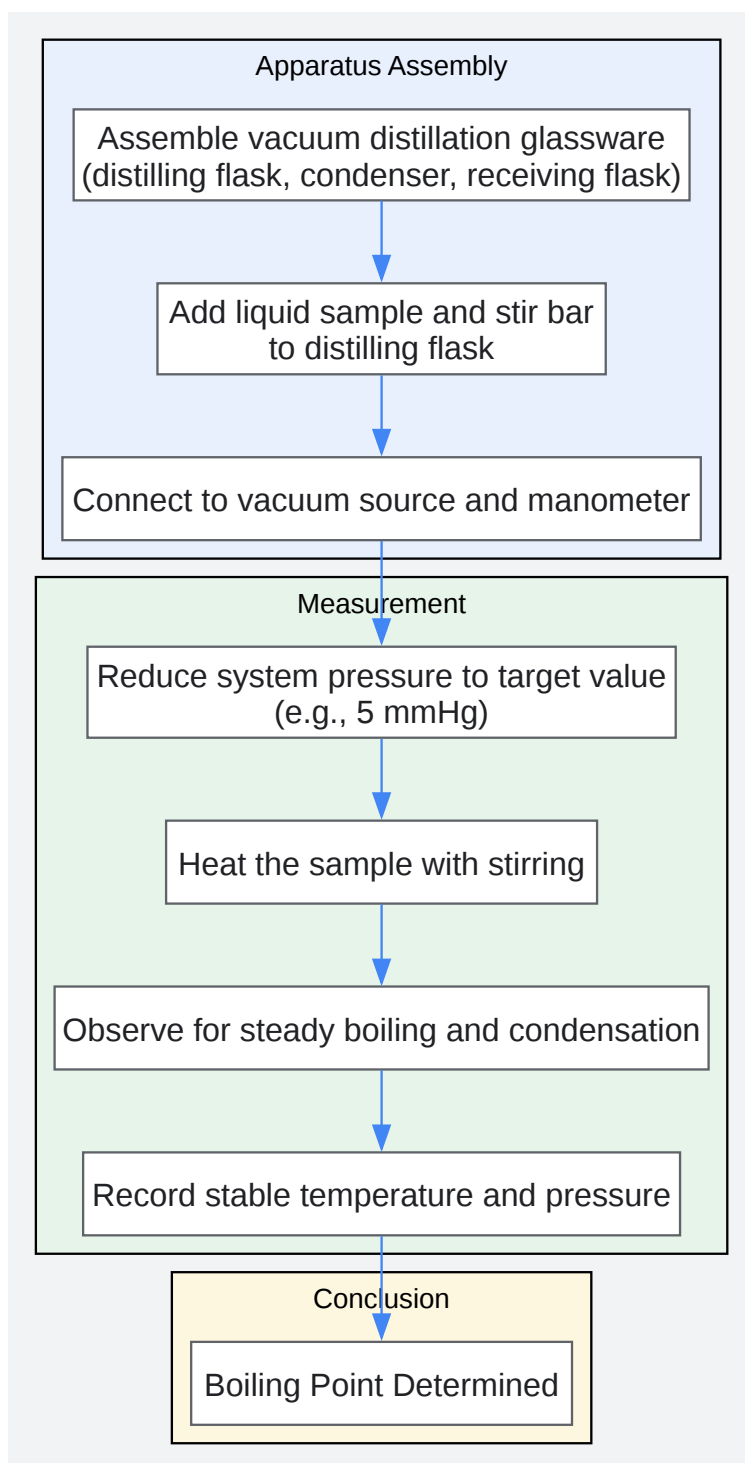 Apparatus Assembly
Assemble vacuum distillation glassware
(distilling flask, condenser, receiving flask)
Add liquid sample and stir bar
to distilling flask
Connect to vacuum source and manometer
Measurement
Reduce system pressure to target value
(e.g., 5 mmHg)
Heat the sample with stirring
Observe for steady boiling and condensation
Record stable temperature and pressure
Conclusion
Boiling Point Determined